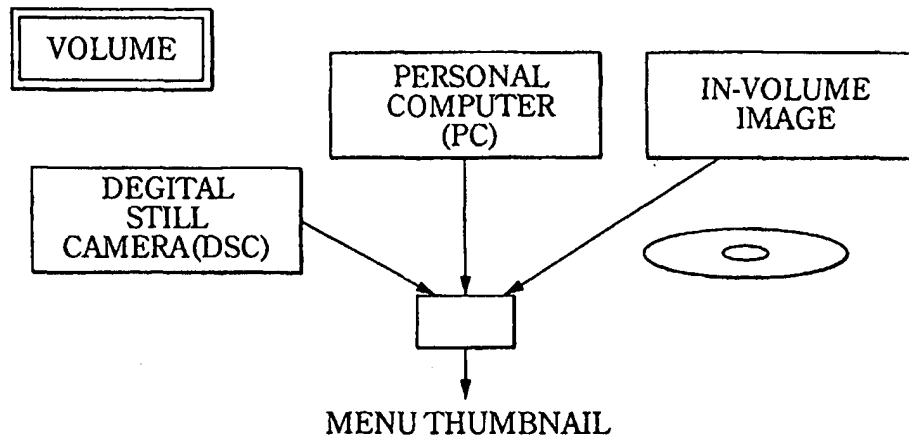 VOLUME
PERSONAL
COMPUTER
(PC)
IN-VOLUME
IMAGE
DEGITAL
STILL
CAMERA(DSC)
MENU THUMBNAIL